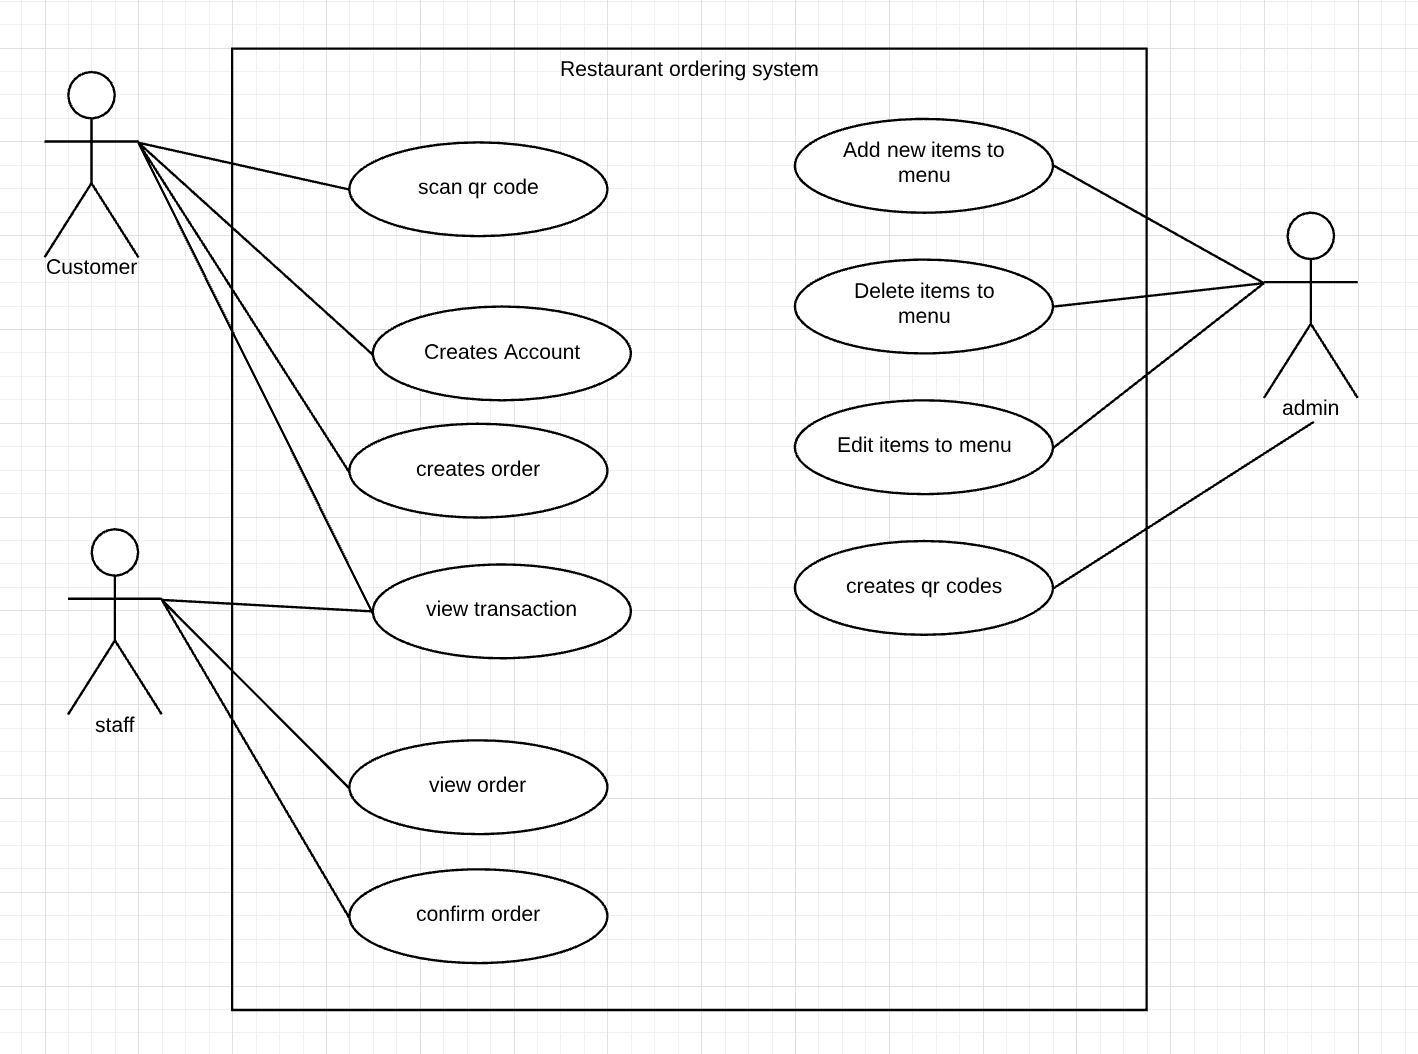 Restaurant ordering system
Customer
scan qr code
Creates Account
creates order
view transaction
staff
view order
confirm order
Add new items to
menu
Delete items to
menu
Edit items to menu
creates qr codes
admin